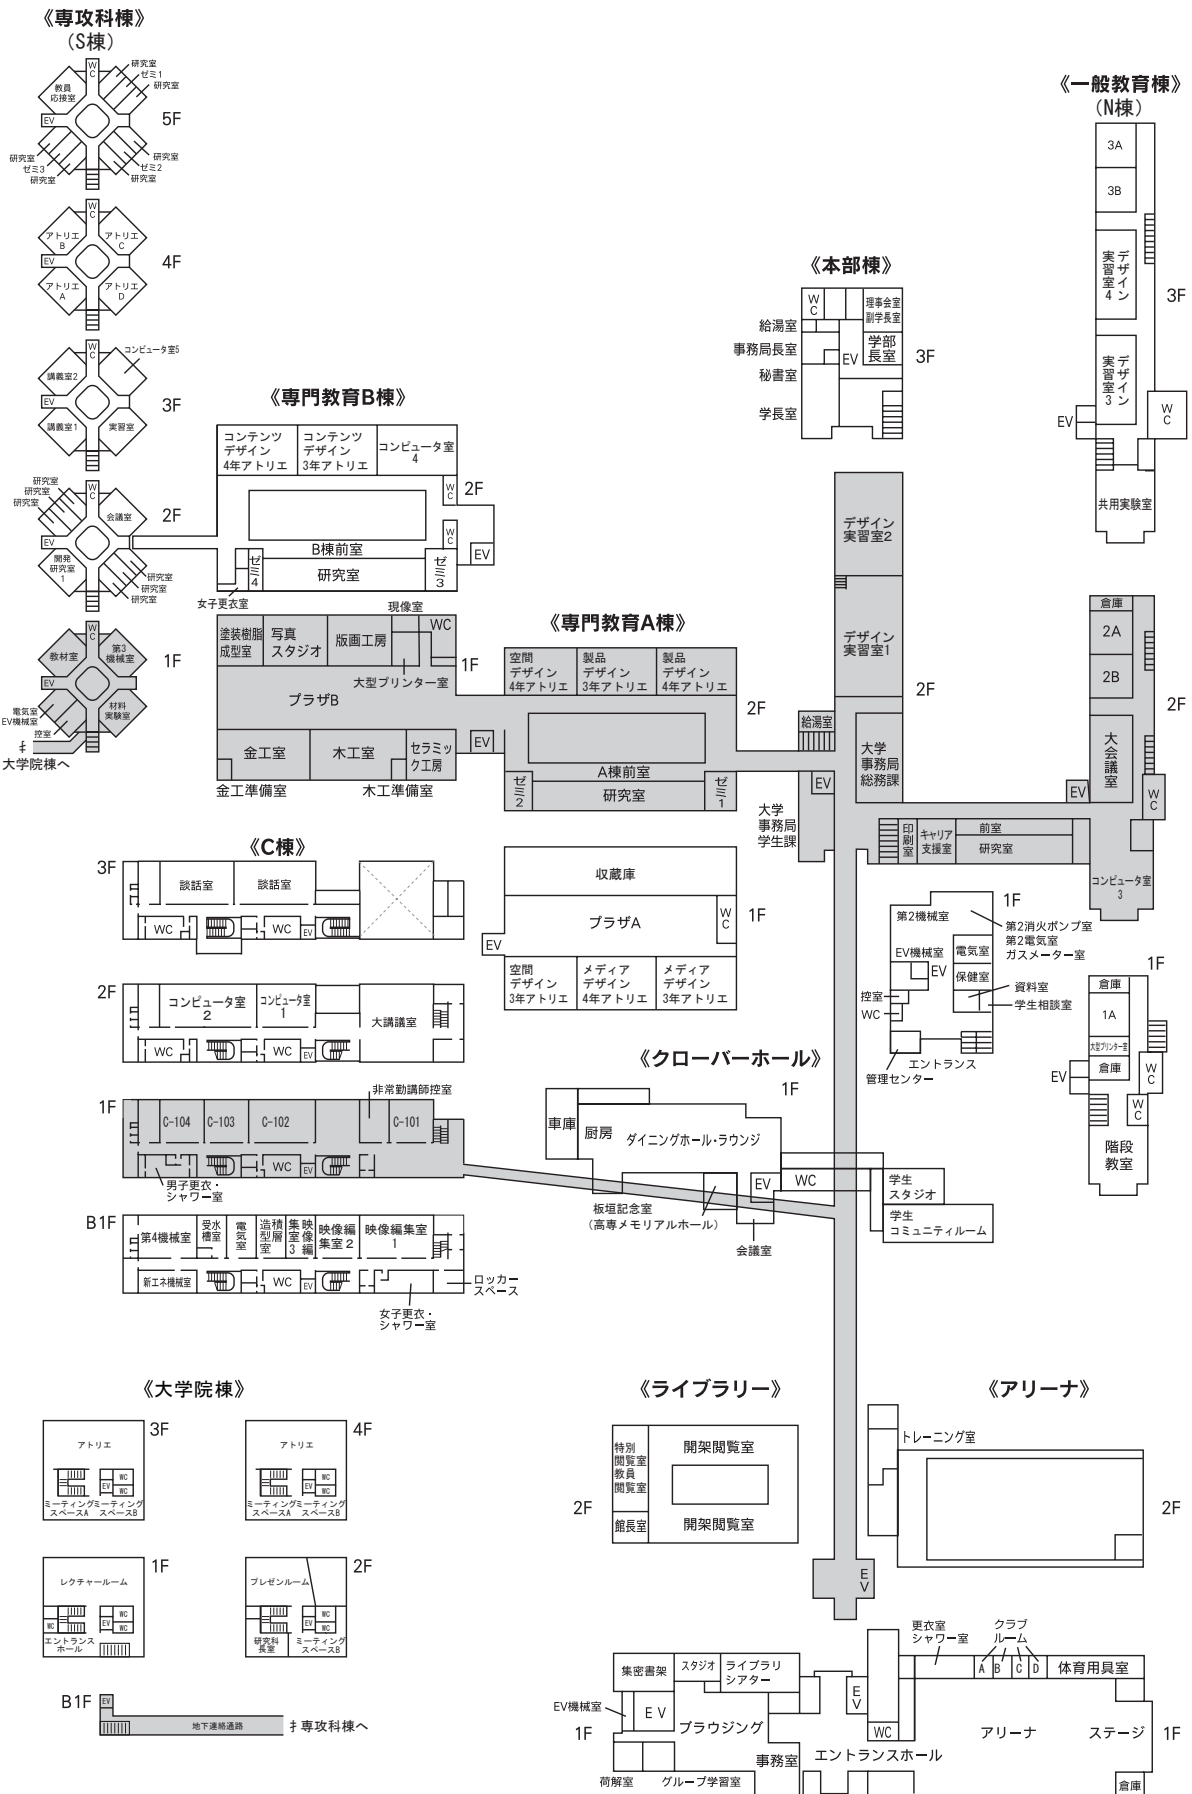 《専攻科棟》
（S棟）
WC
研究室
ゼミ1
研究室
教員
応接室
EV
5F
研究室
ゼミ3
研究室
研究室
ゼミ2
研究室
WC
アトリエ
B
アトリエ
C
EV
4F
アトリエ
A
アトリエ
D
WC
コンピュータ室5
講義室2
EV
3F
講義室1
実習室
研究室
研究室
研究室
WC
会議室
2F
EV
開発
研究室
1
研究室
研究室
研究室
WC
教材室
第3
機械室
1F
EV
電気室
EV機械室
控室
材料
実験室
大学院棟へ
《専門教育B棟》
コンテンツ
デザイン
4年アトリエ
コンテンツ
デザイン
3年アトリエ
コンピュータ室
4
WC
2F
WC
B棟前室
EV
ゼミ4
研究室
ゼミ3
女子更衣室
現像室
塗装樹脂
成型室
写真
スタジオ
版画工房
WC
1F
大型プリンター室
プラザB
金工室
木工室
セラミッ
ク工房
EV
金工準備室
木工準備室
《専門教育A棟》
空間
デザイン
4年アトリエ
製品
デザイン
3年アトリエ
製品
デザイン
4年アトリエ
2F
A棟前室
ゼミ2
研究室
ゼミ1
収蔵庫
プラザA
WC
1F
EV
空間
デザイン
3年アトリエ
メディア
デザイン
4年アトリエ
メディア
デザイン
3年アトリエ
《本部棟》
WC
理事会室
副学長室
給湯室
事務局長室
EV
学部
長室
3F
秘書室
学長室
デザイン
実習室2
デザイン
実習室1
2F
給湯室
大学
事務局
総務課
EV
大学
事務局
学生課
印刷室
キャリア
支援室
前室
研究室
第2機械室
1F
第2消火ポンプ室
第2電気室
ガスメーター室
EV機械室
電気室
EV
保健室
控室
WC
資料室
学生相談室
エントランス
管理センター
《一般教育棟》
（N棟）
3A
3B
デザイン
実習室4
3F
デザイン
実習室3
EV
WC
共用実験室
倉庫
2A
2B
2F
大会議室
EV
WC
コンピュータ室
3
1F
倉庫
1A
大型プリンター室
倉庫
EV
WC
WC
階段
教室
《C棟》
3F
談話室
談話室
WC
WC
EV
2F
コンピュータ室
2
コンピュータ室
1
大講議室
WC
WC
EV
非常勤講師控室
1F
C-104
C-103
C-102
C-101
WC
EV
男子更衣・
シャワー室
B1F
第4機械室
受水槽室
電気室
積層造型室
映像編集室3
映像編
集室2
映像編集室
1
新エネ機械室
WC
EV
ロッカー
スペース
女子更衣・
シャワー室
《クローバーホール》
1F
車庫
厨房
ダイニングホール・ラウンジ
EV
WC
学生
スタジオ
学生
コミュニティルーム
板垣記念室
（高専メモリアルホール）
会議室
《大学院棟》
3F
アトリエ
EV
WC
WC
ミーティング
スペースA
ミーティング
スペースB
4F
アトリエ
EV
WC
WC
ミーティング
スペースA
ミーティング
スペースB
1F
レクチャールーム
WC
EV
WC
WC
エントランス
ホール
2F
プレゼンルーム
EV
WC
WC
研究科
長室
ミーティング
スペースB
B1F
EV
地下連絡通路
専攻科棟へ
《ライブラリー》
特別
閲覧室
教員
閲覧室
開架閲覧室
2F
館長室
開架閲覧室
EV
集密書架
スタジオ
ライブラリ
シアター
EV機械室
EV
ブラウジング
1F
事務室
荷解室
グループ学習室
《アリーナ》
トレーニング室
2F
更衣室
シャワー室
クラブ
ルーム
A
B
C
D
体育用具室
EV
WC
アリーナ
ステージ
1F
エントランスホール
倉庫